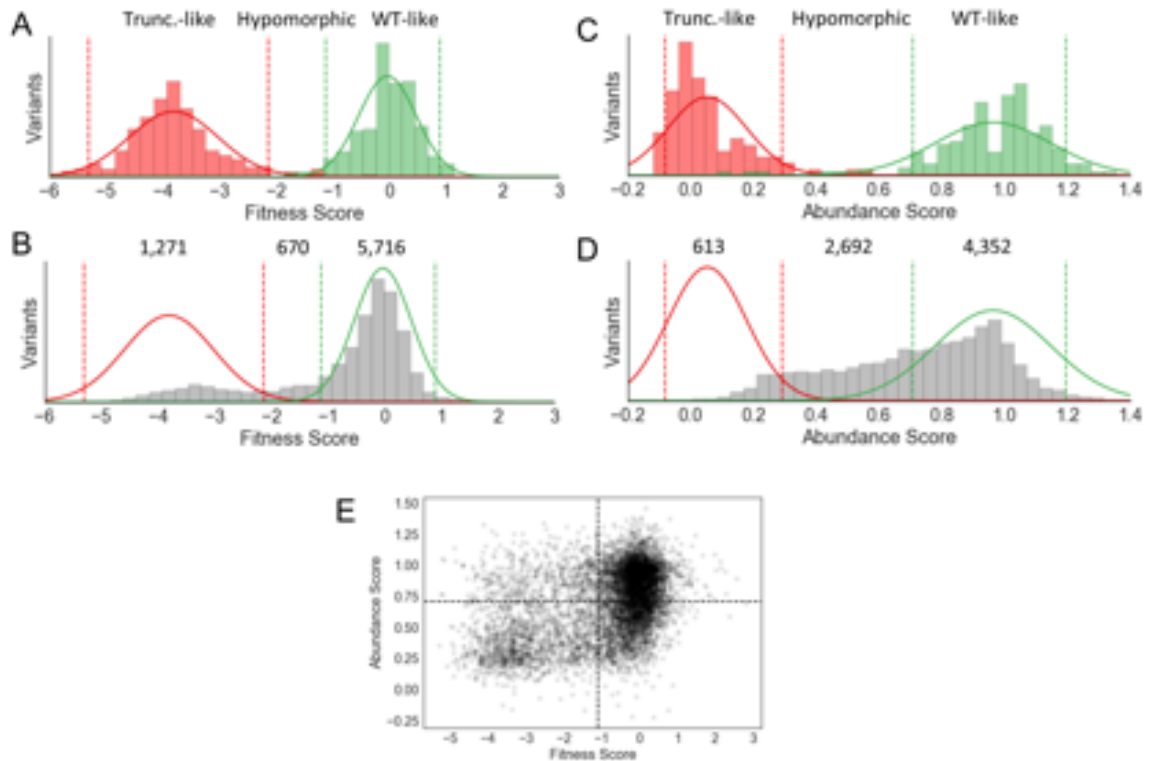 A
Trunc.-like Hypomorphic WT-like
Variants
−6 −5 −4 −3 −2 −1 0 1 2 3
Fitness Score
B
1,271 670 5,716
Variants
−6 −5 −4 −3 −2 −1 0 1 2 3
Fitness Score
C
Trunc.-like Hypomorphic WT-like
Variants
−0.2 0.0 0.2 0.4 0.6 0.8 1.0 1.2 1.4
Abundance Score
D
613 2,692 4,352
Variants
−0.2 0.0 0.2 0.4 0.6 0.8 1.0 1.2 1.4
Abundance Score
E
Abundance Score
1.50
1.25
1.00
0.75
0.50
0.25
0.00
−0.25
−5 −4 −3 −2 −1 0 1 2 3
Fitness Score